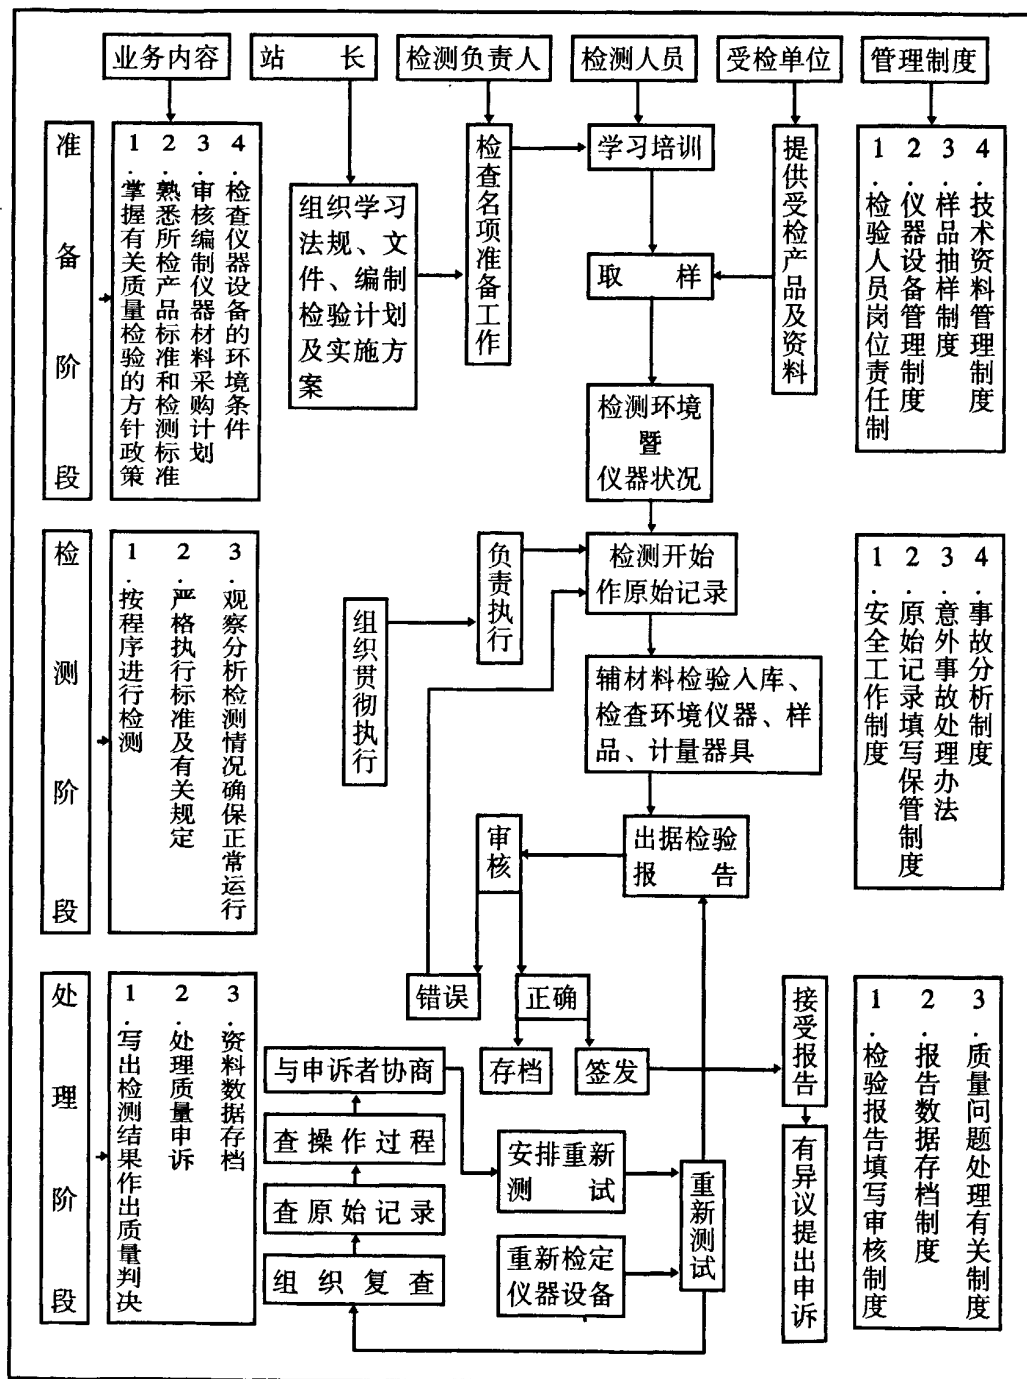 业务内容
站长
检测负责人
检测人员
受检单位
管理制度
准备阶段
1.掌握有关质量检验的方针政策
2.熟悉所检产品标准和检测标准
3.审核编制仪器材料采购计划
4.检查仪器设备的环境条件
组织学习
法规、文
件、编制
检验计划
及实施方
案
检查名项准备工作
学习培训
取样
检测环境
暨
仪器状况
提供受检产品及资料
1.检验人员岗位责任制
2.仪器设备管理制度
3.样品抽样制度
4.技术资料管理制度
检测阶段
1.按程序进行检测
2.严格执行标准及有关规定
3.观察分析检测情况确保正常运行
组织贯彻执行
负责执行
检测开始
作原始记录
辅材料检验入库、
检查环境仪器、样
品、计量器具
审核
出据检验
报告
1.安全工作制度
2.原始记录填写保管制度
3.意外事故处理办法
4.事故分析制度
处理阶段
1.写出检测结果作出质量判决
2.处理质量申诉
3.资料数据存档
错误
正确
存档
签发
接受报告
与申诉者协商
查操作过程
查原始记录
组织复查
安排重新
测试
重新检定
仪器设备
重新测试
有异议提出申诉
1.检验报告填写审核制度
2.报告数据存档制度
3.质量问题处理有关制度